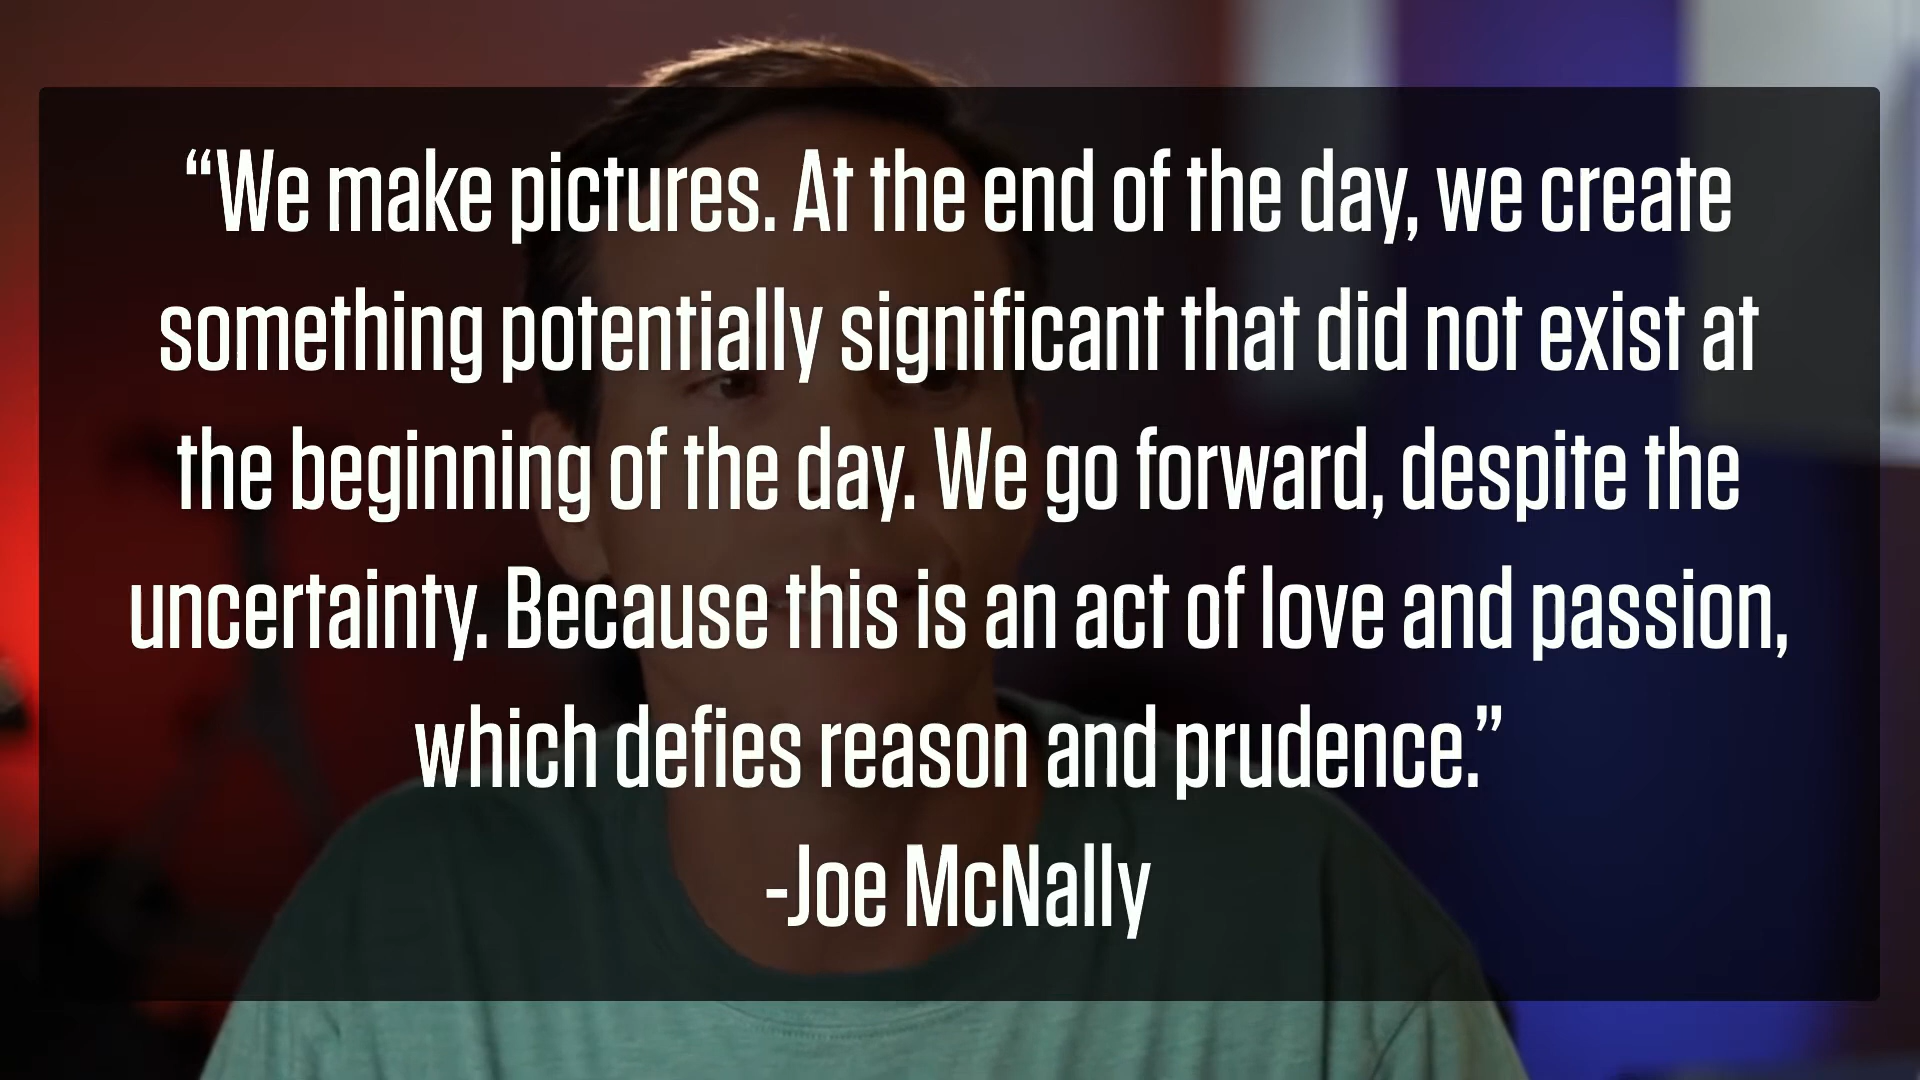 “We make pictures. At the end of the day, we create
something potentially significant that did not exist at
the beginning of the day. We go forward, despite the
uncertainty. Because this is an act of love and passion,
which defies reason and prudence.”
-Joe McNally